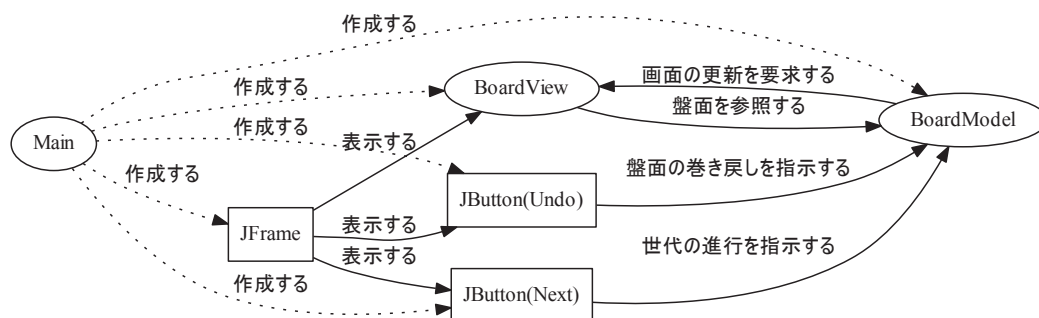 作成する
作成する
作成する
作成する
作成する
Main
JFrame
表示する
表示する
表示する
BoardView
JButton(Undo)
JButton(Next)
画面の更新を要求する
盤面を参照する
盤面の巻き戻しを指示する
世代の進行を指示する
BoardModel